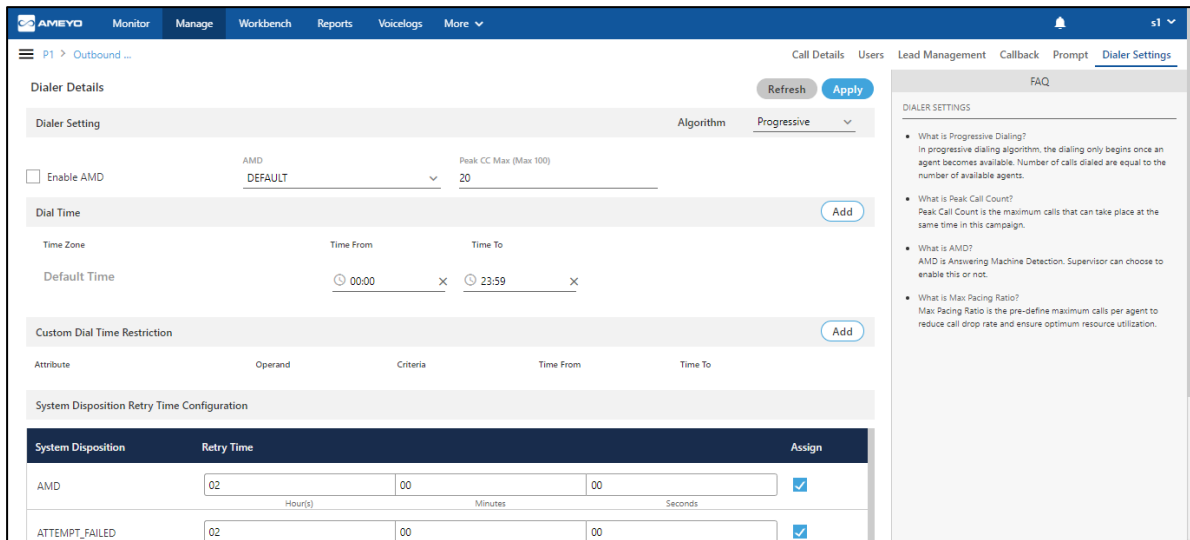 AMEYO Monitor Manage Workbench Reports Voicelogs More s1
P1 > Outbound ... Call Details Users Lead Management Callback Prompt Dialer Settings
Dialer Details Refresh Apply
Dialer Setting Algorithm Progressive
AMD Peak CC Max (Max 100)
Enable AMD DEFAULT 20
Dial Time Add
Time Zone Time From Time To
Default Time 00:00 23:59
Custom Dial Time Restriction Add
Attribute Operand Criteria Time From Time To
System Disposition Retry Time Configuration
System Disposition Retry Time Assign
AMD 02 00 00
Hour(s) Minutes Seconds
ATTEMPT_FAILED 02 00 00
FAQ
DIALER SETTINGS
• What is Progressive Dialing?
In progressive dialing algorithm, the dialing only begins once an
agent becomes available. Number of calls dialed are equal to the
number of available agents.
• What is Peak Call Count?
Peak Call Count is the maximum calls that can take place at the
same time in this campaign.
• What is AMD?
AMD is Answering Machine Detection. Supervisor can choose to
enable this or not.
• What is Max Pacing Ratio?
Max Pacing Ratio is the pre-define maximum calls per agent to
reduce call drop rate and ensure optimum resource utilization.